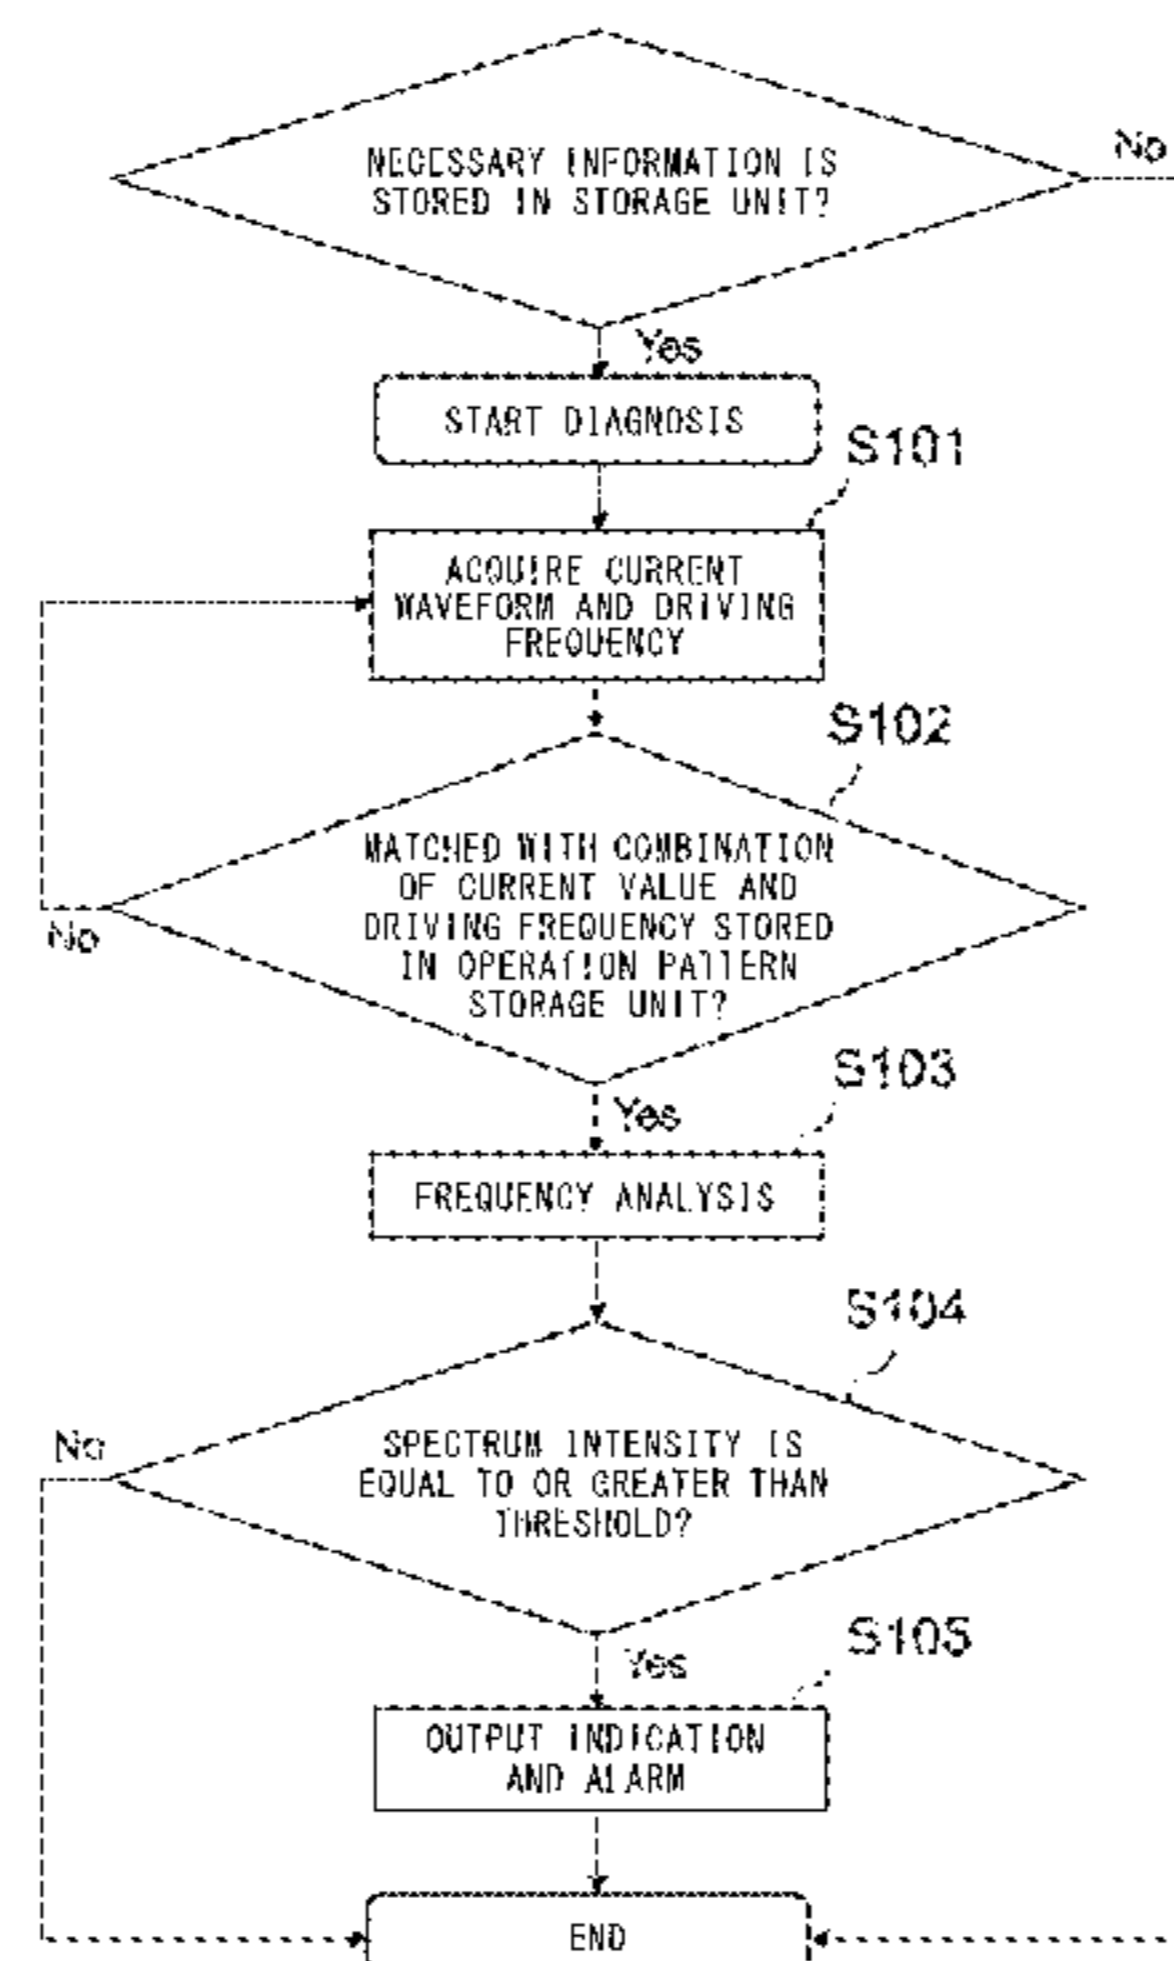 NECESSARY INFORMATION IS
STORED IN STORAGE UNIT?
No
Yes
START DIAGNOSIS
S101
ACQUIRE CURRENT
WAVEFORM AND DRIVING
FREQUENCY
S102
MATCHED WITH COMBINATION
OF CURRENT VALUE AND
DRIVING FREQUENCY STORED
IN OPERATION PATTERN
STORAGE UNIT?
No
Yes
S103
FREQUENCY ANALYSIS
S104
No
SPECTRUM INTENSITY IS
EQUAL TO OR GREATER THAN
THRESHOLD?
Yes
S105
OUTPUT INDICATION
AND ALARM
END